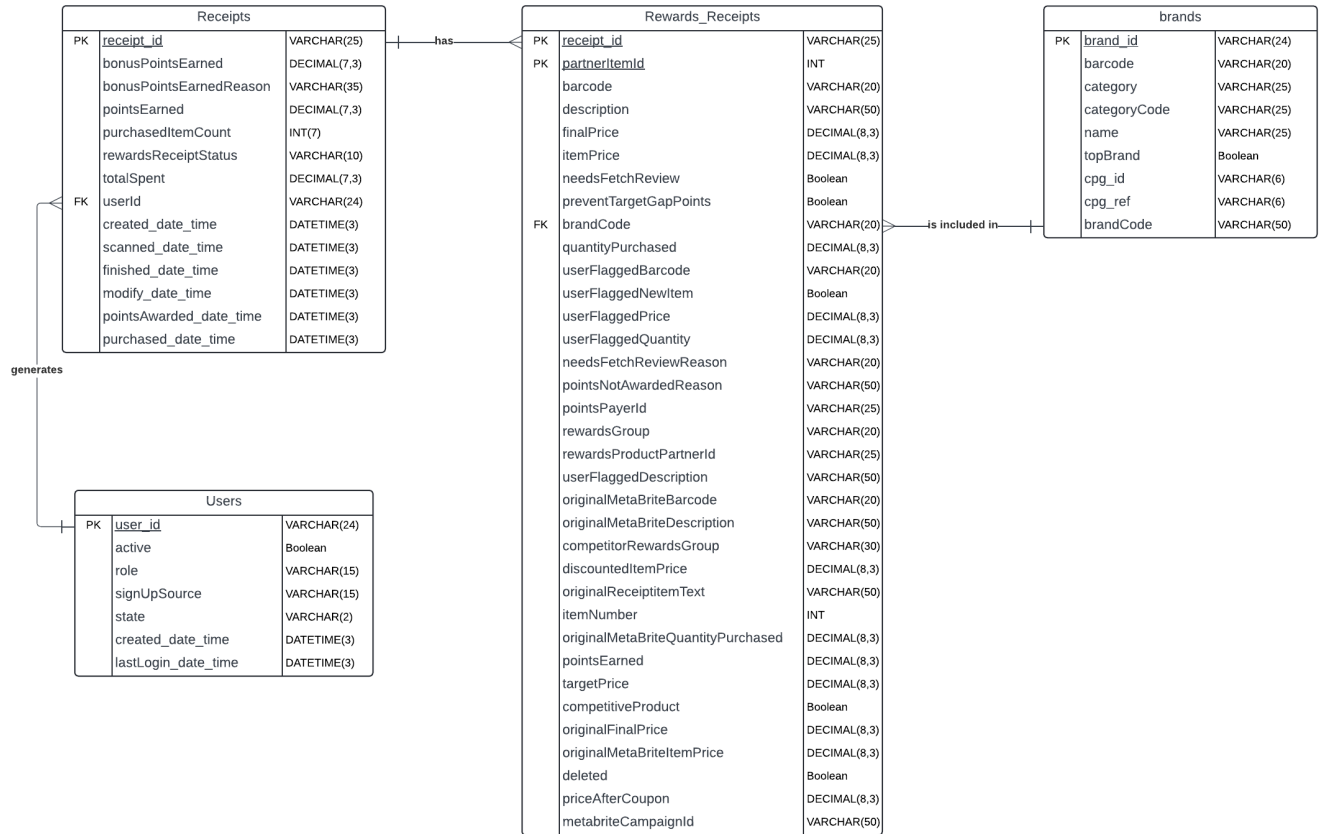 Receipts
PK receipt_id VARCHAR(25)
bonusPointsEarned DECIMAL(7,3)
bonusPointsEarnedReason VARCHAR(35)
pointsEarned DECIMAL(7,3)
purchasedItemCount INT(7)
rewardsReceiptStatus VARCHAR(10)
totalSpent DECIMAL(7,3)
FK userId VARCHAR(24)
created_date_time DATETIME(3)
scanned_date_time DATETIME(3)
finished_date_time DATETIME(3)
modify_date_time DATETIME(3)
pointsAwarded_date_time DATETIME(3)
purchased_date_time DATETIME(3)
has
generates
Users
PK user_id VARCHAR(24)
active Boolean
role VARCHAR(15)
signUpSource VARCHAR(15)
state VARCHAR(2)
created_date_time DATETIME(3)
lastLogin_date_time DATETIME(3)
Rewards_Receipts
PK receipt_id VARCHAR(25)
PK partnerItemId INT
barcode VARCHAR(20)
description VARCHAR(50)
finalPrice DECIMAL(8,3)
itemPrice DECIMAL(8,3)
needsFetchReview Boolean
preventTargetGapPoints Boolean
FK brandCode VARCHAR(20)
quantityPurchased DECIMAL(8,3)
userFlaggedBarcode VARCHAR(20)
userFlaggedNewItem Boolean
userFlaggedPrice DECIMAL(8,3)
userFlaggedQuantity DECIMAL(8,3)
needsFetchReviewReason VARCHAR(20)
pointsNotAwardedReason VARCHAR(50)
pointsPayerId VARCHAR(25)
rewardsGroup VARCHAR(20)
rewardsProductPartnerId VARCHAR(25)
userFlaggedDescription VARCHAR(50)
originalMetaBriteBarcode VARCHAR(20)
originalMetaBriteDescription VARCHAR(50)
competitorRewardsGroup VARCHAR(30)
discountedItemPrice DECIMAL(8,3)
originalReceiptitemText VARCHAR(50)
itemNumber INT
originalMetaBriteQuantityPurchased DECIMAL(8,3)
pointsEarned DECIMAL(8,3)
targetPrice DECIMAL(8,3)
competitiveProduct Boolean
originalFinalPrice DECIMAL(8,3)
originalMetaBriteItemPrice DECIMAL(8,3)
deleted Boolean
priceAfterCoupon DECIMAL(8,3)
metabriteCampaignId VARCHAR(50)
is included in
brands
PK brand_id VARCHAR(24)
barcode VARCHAR(20)
category VARCHAR(25)
categoryCode VARCHAR(25)
name VARCHAR(25)
topBrand Boolean
cpg_id VARCHAR(6)
cpg_ref VARCHAR(6)
brandCode VARCHAR(50)